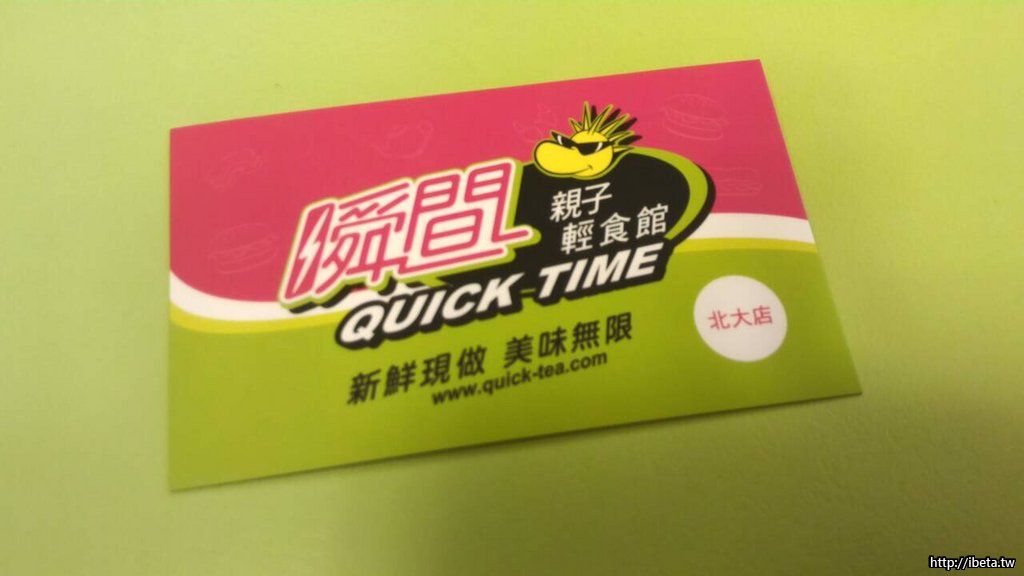 瞬間
親子
輕食館
QUICK TIME
新鮮現做 美味無限
www.quick-tea.com
北大店
http://ibeta.tw